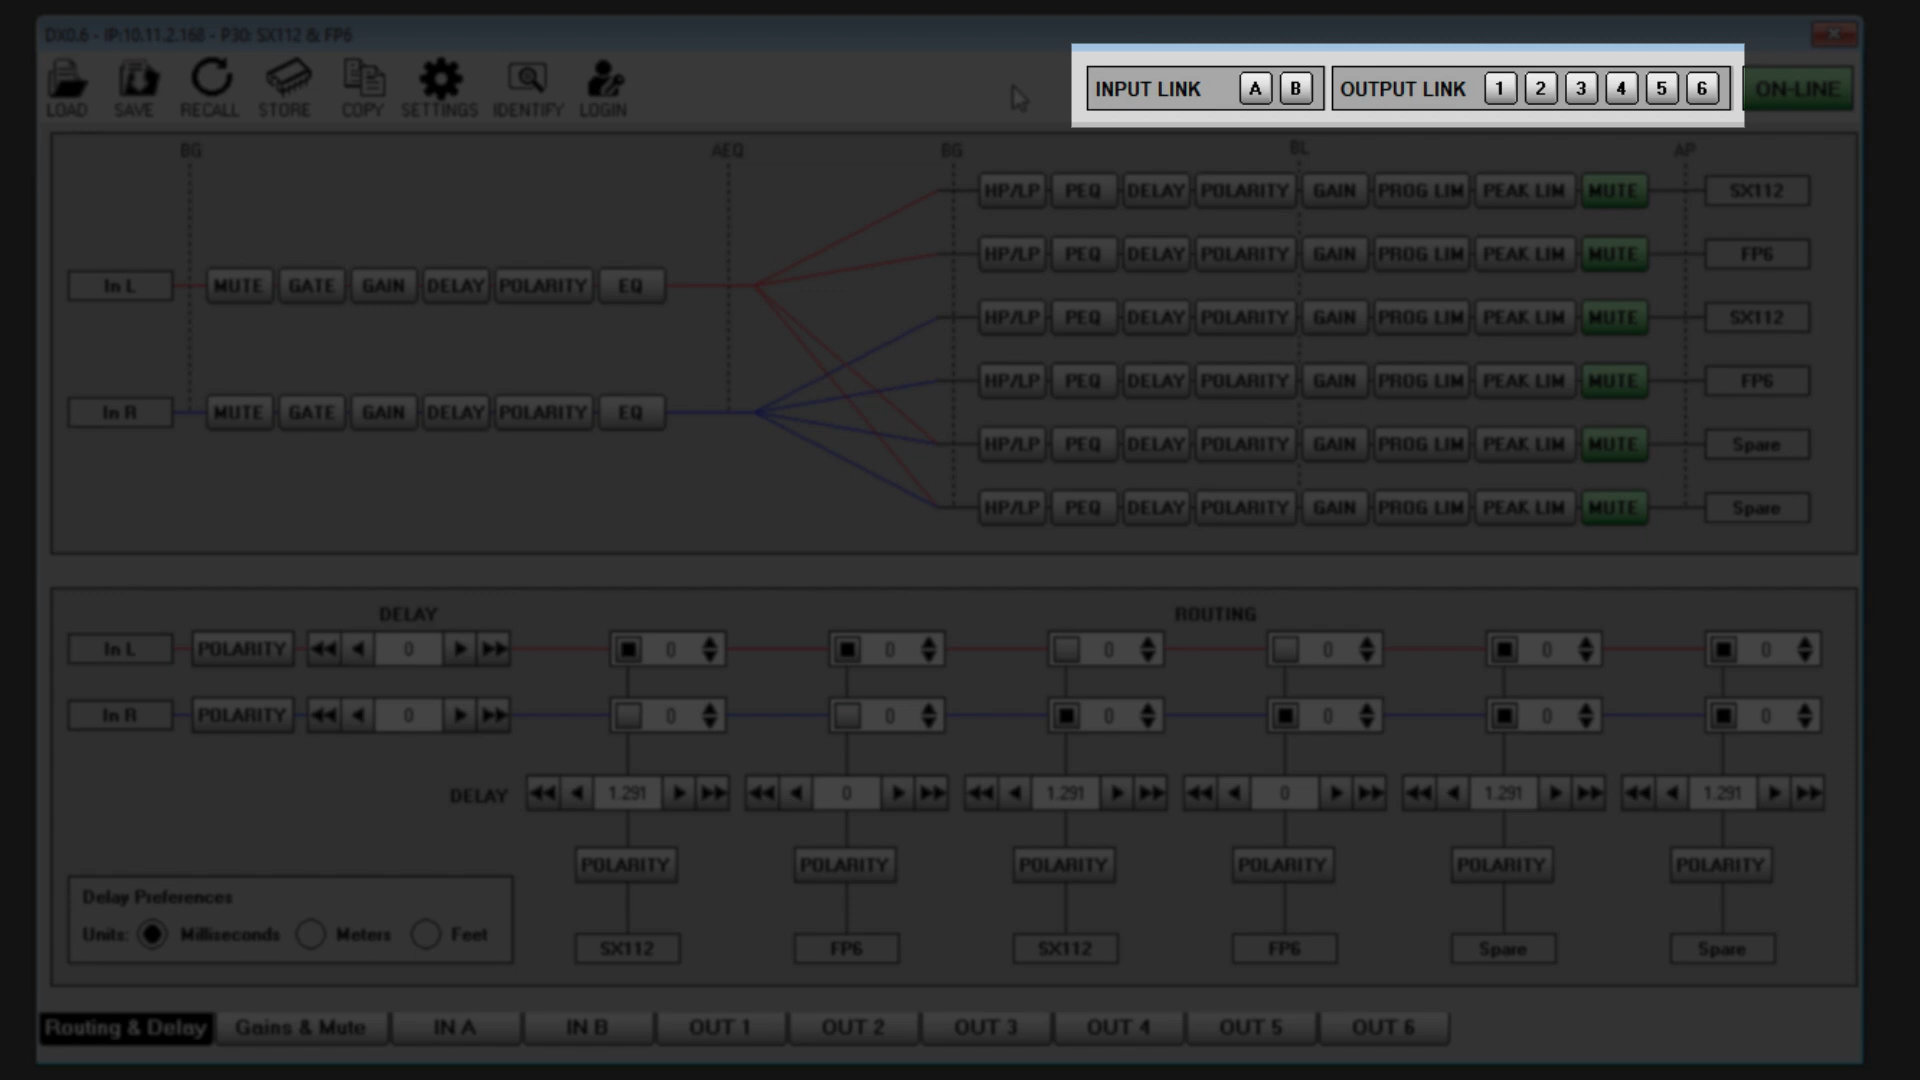 DX0.6 - IP:10.11.2.168 - P30: SX112 & FP6
LOAD SAVE RECALL STORE COPY SETTINGS IDENTIFY LOGIN
INPUT LINK A B OUTPUT LINK 1 2 3 4 5 6 ON-LINE
BG AEQ BG BL AP
HP/LP PEQ DELAY POLARITY GAIN PROG LIM PEAK LIM MUTE SX112
HP/LP PEQ DELAY POLARITY GAIN PROG LIM PEAK LIM MUTE FP6
In L MUTE GATE GAIN DELAY POLARITY EQ
HP/LP PEQ DELAY POLARITY GAIN PROG LIM PEAK LIM MUTE SX112
HP/LP PEQ DELAY POLARITY GAIN PROG LIM PEAK LIM MUTE FP6
In R MUTE GATE GAIN DELAY POLARITY EQ
HP/LP PEQ DELAY POLARITY GAIN PROG LIM PEAK LIM MUTE Spare
HP/LP PEQ DELAY POLARITY GAIN PROG LIM PEAK LIM MUTE Spare
DELAY ROUTING
In L POLARITY 0 0 0 0 0 0 0
In R POLARITY 0 0 0 0 0 0 0
DELAY 1.291 0 1.291 0 1.291 1.291
POLARITY POLARITY POLARITY POLARITY POLARITY POLARITY
Delay Preferences
Units: Milliseconds Meters Feet
SX112 FP6 SX112 FP6 Spare Spare
Routing & Delay Gains & Mute IN A IN B OUT 1 OUT 2 OUT 3 OUT 4 OUT 5 OUT 6